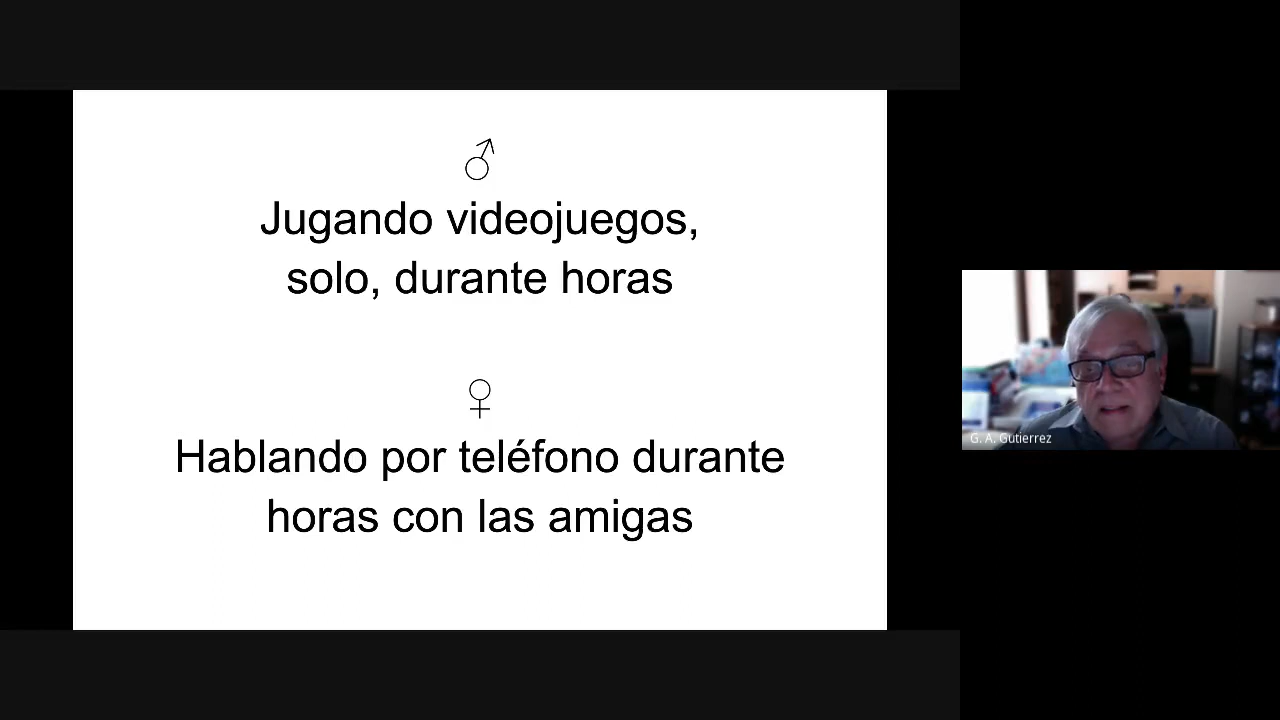 ♂
Jugando videojuegos,
solo, durante horas
♀
Hablando por teléfono durante
horas con las amigas
G. A. Gutierrez